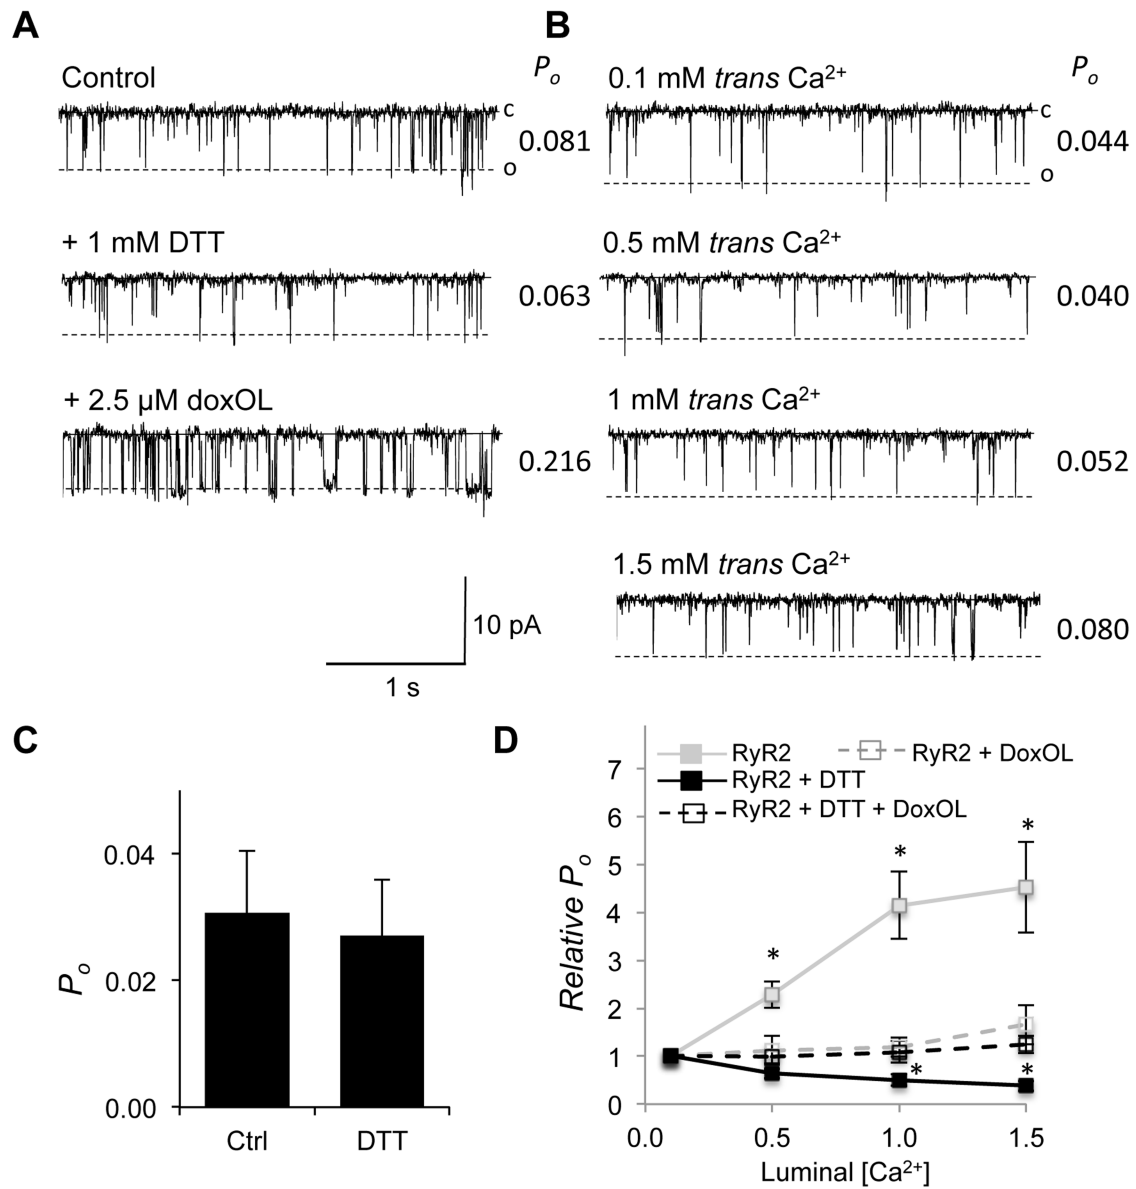 A
Control
Po
c
0.081
o
+ 1 mM DTT
0.063
+ 2.5 µM doxOL
0.216
10 pA
1 s
B
0.1 mM trans Ca2+
Po
c
0.044
o
0.5 mM trans Ca2+
0.040
1 mM trans Ca2+
0.052
1.5 mM trans Ca2+
0.080
C
Po
0.04
0.02
0.00
Ctrl
DTT
D
RyR2
RyR2 + DoxOL
RyR2 + DTT
RyR2 + DTT + DoxOL
Relative Po
7
6
5
4
3
2
1
0
*
*
*
*
*
0.0
0.5
1.0
1.5
Luminal [Ca2+]